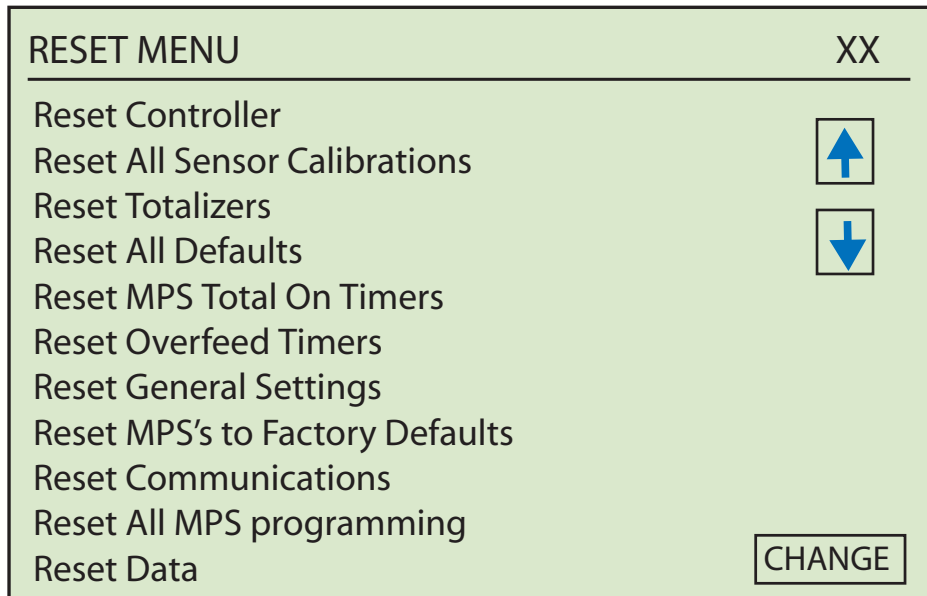 RESET MENU XX
Reset Controller
Reset All Sensor Calibrations
Reset Totalizers
Reset All Defaults
Reset MPS Total On Timers
Reset Overfeed Timers
Reset General Settings
Reset MPS's to Factory Defaults
Reset Communications
Reset All MPS programming
Reset Data
CHANGE